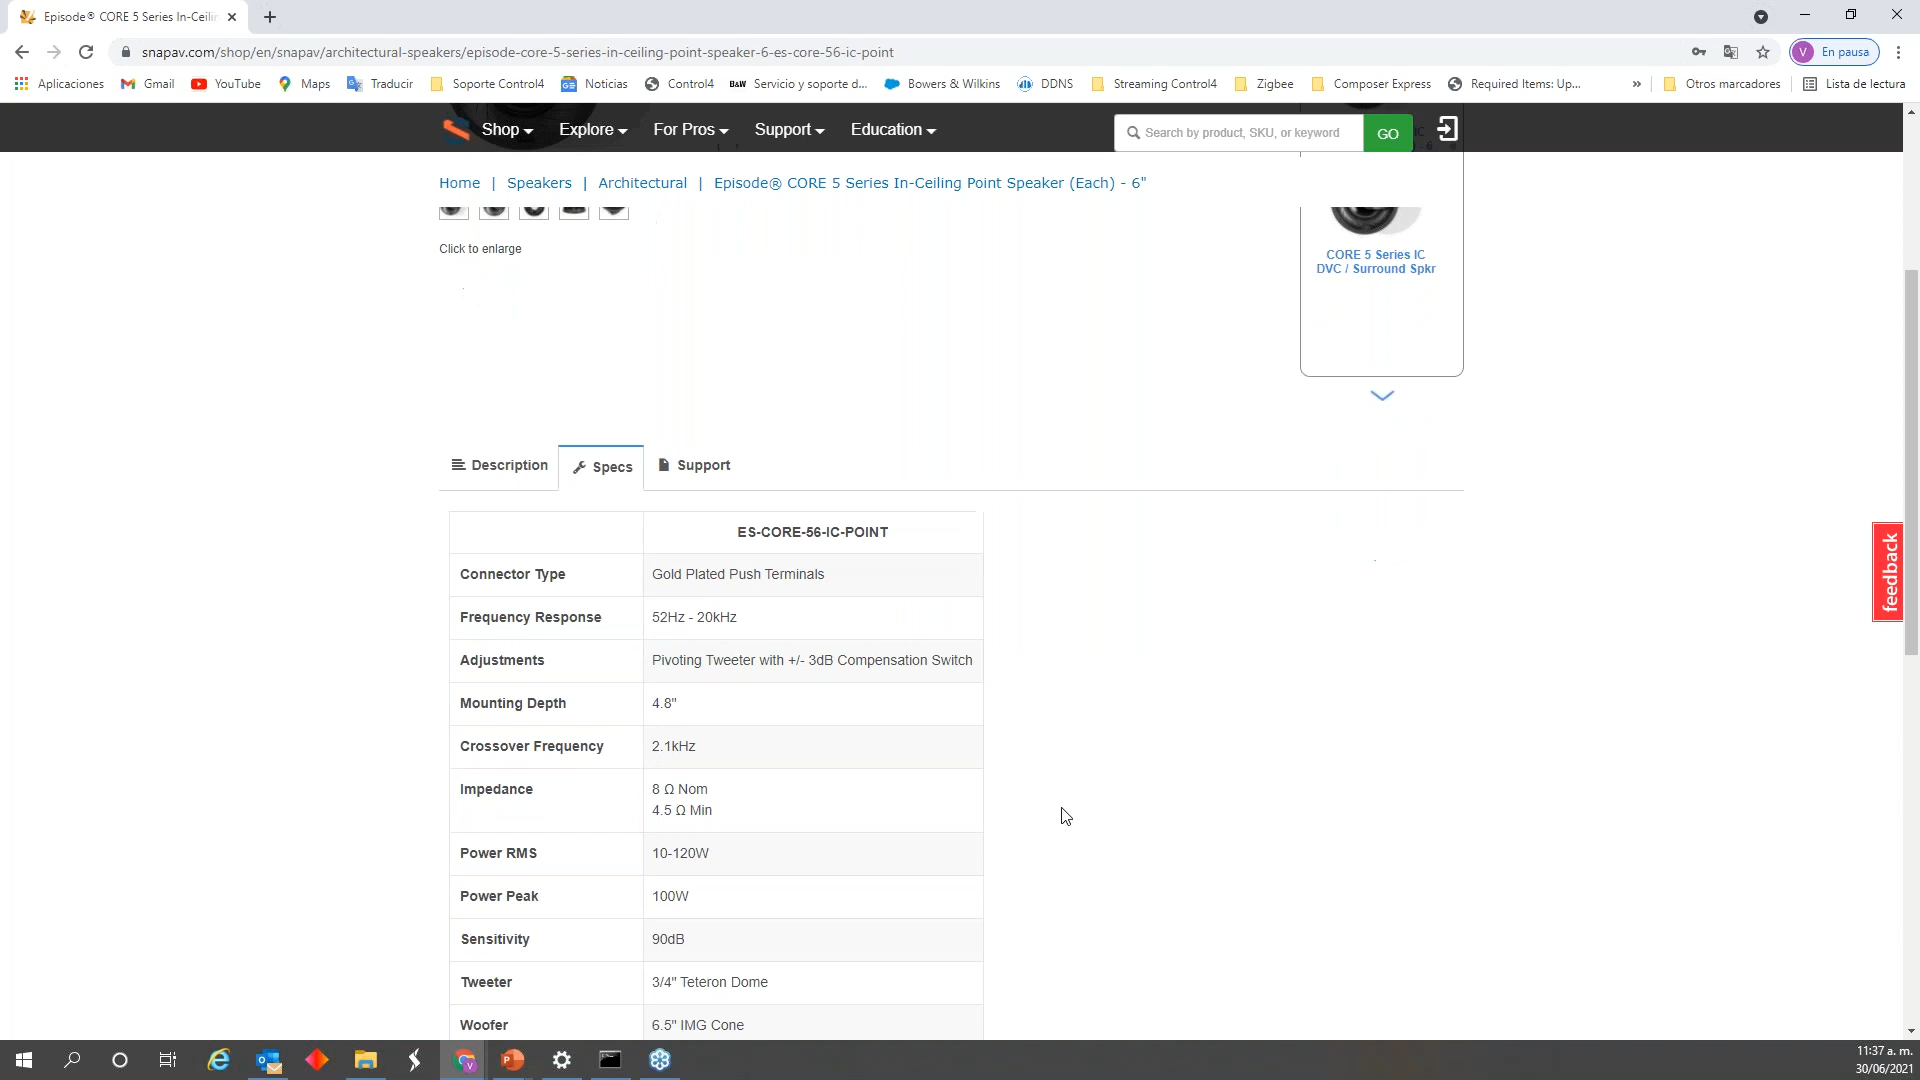 Episode® CORE 5 Series In-Ceilin
snapav.com/shop/en/snapav/architectural-speakers/episode-core-5-series-in-ceiling-point-speaker-6-es-core-56-ic-point
V En pausa
Aplicaciones Gmail YouTube Maps Traducir Soporte Control4 Noticias Control4 B&W Servicio y soporte d... Bowers & Wilkins DDNS Streaming Control4 Zigbee Composer Express Required Items: Up... » Otros marcadores Lista de lectura
Shop Explore For Pros Support Education Search by product, SKU, or keyword GO
Home | Speakers | Architectural | Episode® CORE 5 Series In-Ceiling Point Speaker (Each) - 6"
Click to enlarge
CORE 5 Series IC
DVC / Surround Spkr
Description Specs Support
ES-CORE-56-IC-POINT
Connector Type Gold Plated Push Terminals
Frequency Response 52Hz - 20kHz
Adjustments Pivoting Tweeter with +/- 3dB Compensation Switch
Mounting Depth 4.8"
Crossover Frequency 2.1kHz
Impedance 8 Ω Nom
4.5 Ω Min
Power RMS 10-120W
Power Peak 100W
Sensitivity 90dB
Tweeter 3/4" Teteron Dome
Woofer 6.5" IMG Cone
feedback
11:37 a. m.
30/06/2021